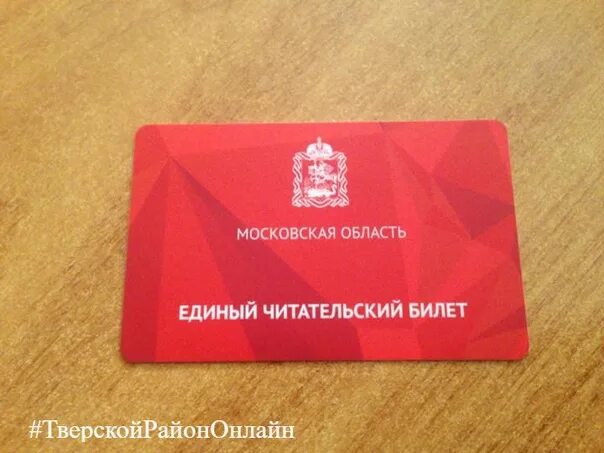 МОСКОВСКАЯ ОБЛАСТЬ
ЕДИНЫЙ ЧИТАТЕЛЬСКИЙ БИЛЕТ
#ТверскойРайонОнлайн